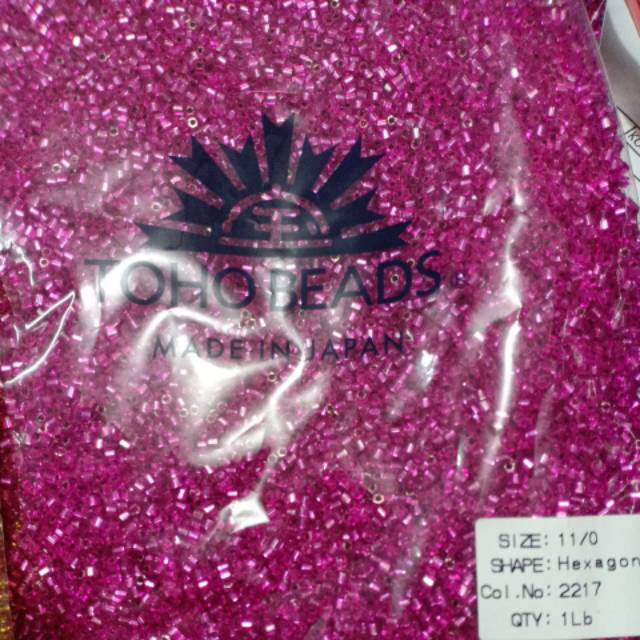 TOHO BEADS
MADE IN JAPAN
SIZE: 11/0
SHAPE: Hexagon
Col.No: 2217
QTY: 1Lb